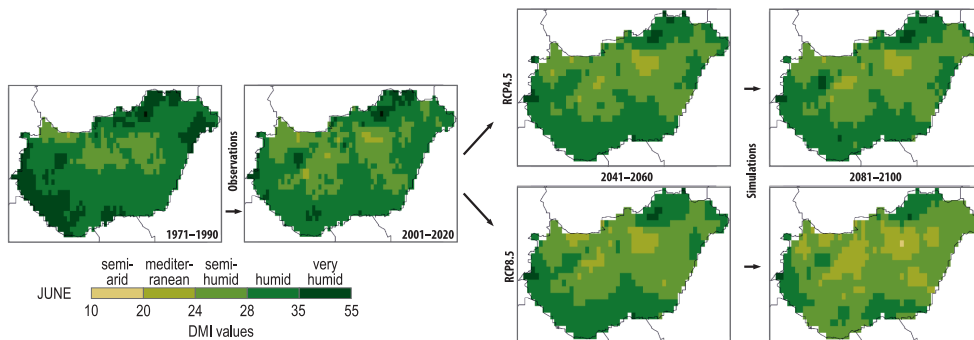 RCP4.5
Observations
1971–1990
2001–2020
2041–2060
2081–2100
Simulations
RCP8.5
semi-
arid
mediter-
ranean
semi-
humid
humid
very
humid
JUNE
10 20 24 28 35 55
DMI values